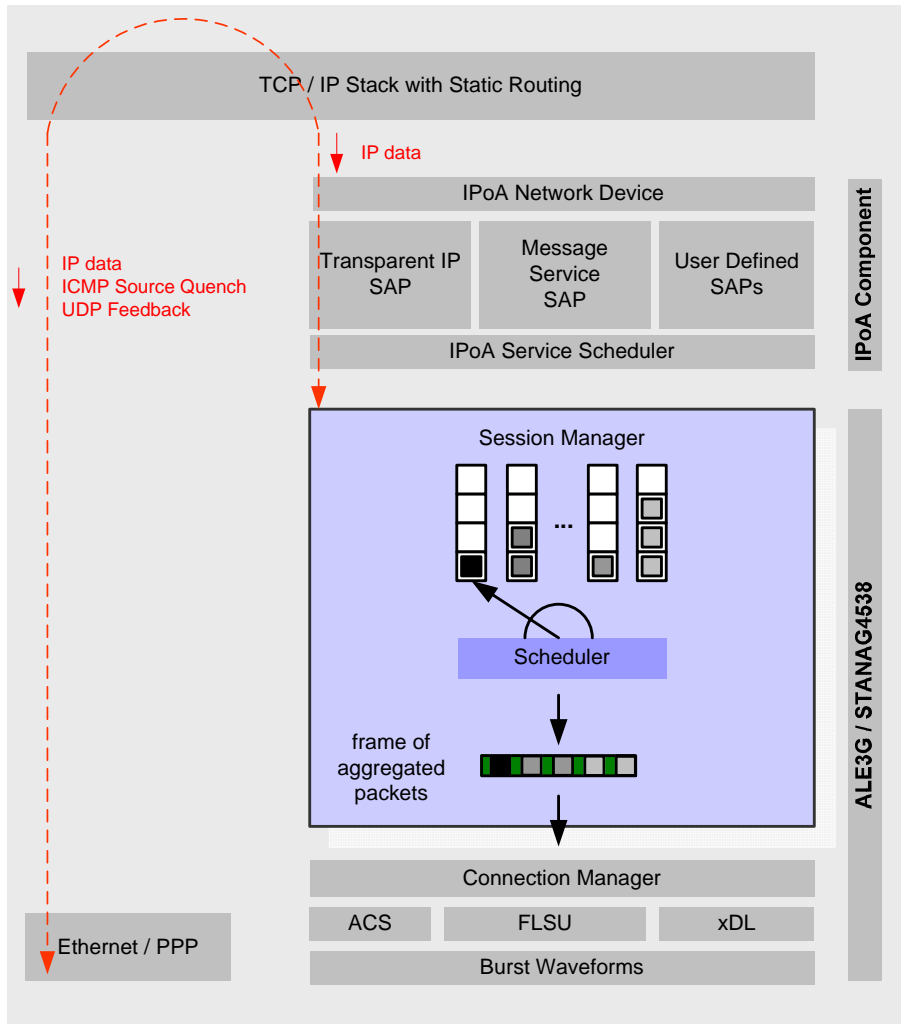 TCP / IP Stack with Static Routing
IP data
IPoA Network Device
Transparent IP
SAP
Message
Service
SAP
User Defined
SAPs
IPoA Service Scheduler
IPoA Component
IP data
ICMP Source Quench
UDP Feedback
Session Manager
...
Scheduler
frame of
aggregated
packets
ALE3G / STANAG4538
Connection Manager
ACS
FLSU
xDL
Burst Waveforms
Ethernet / PPP